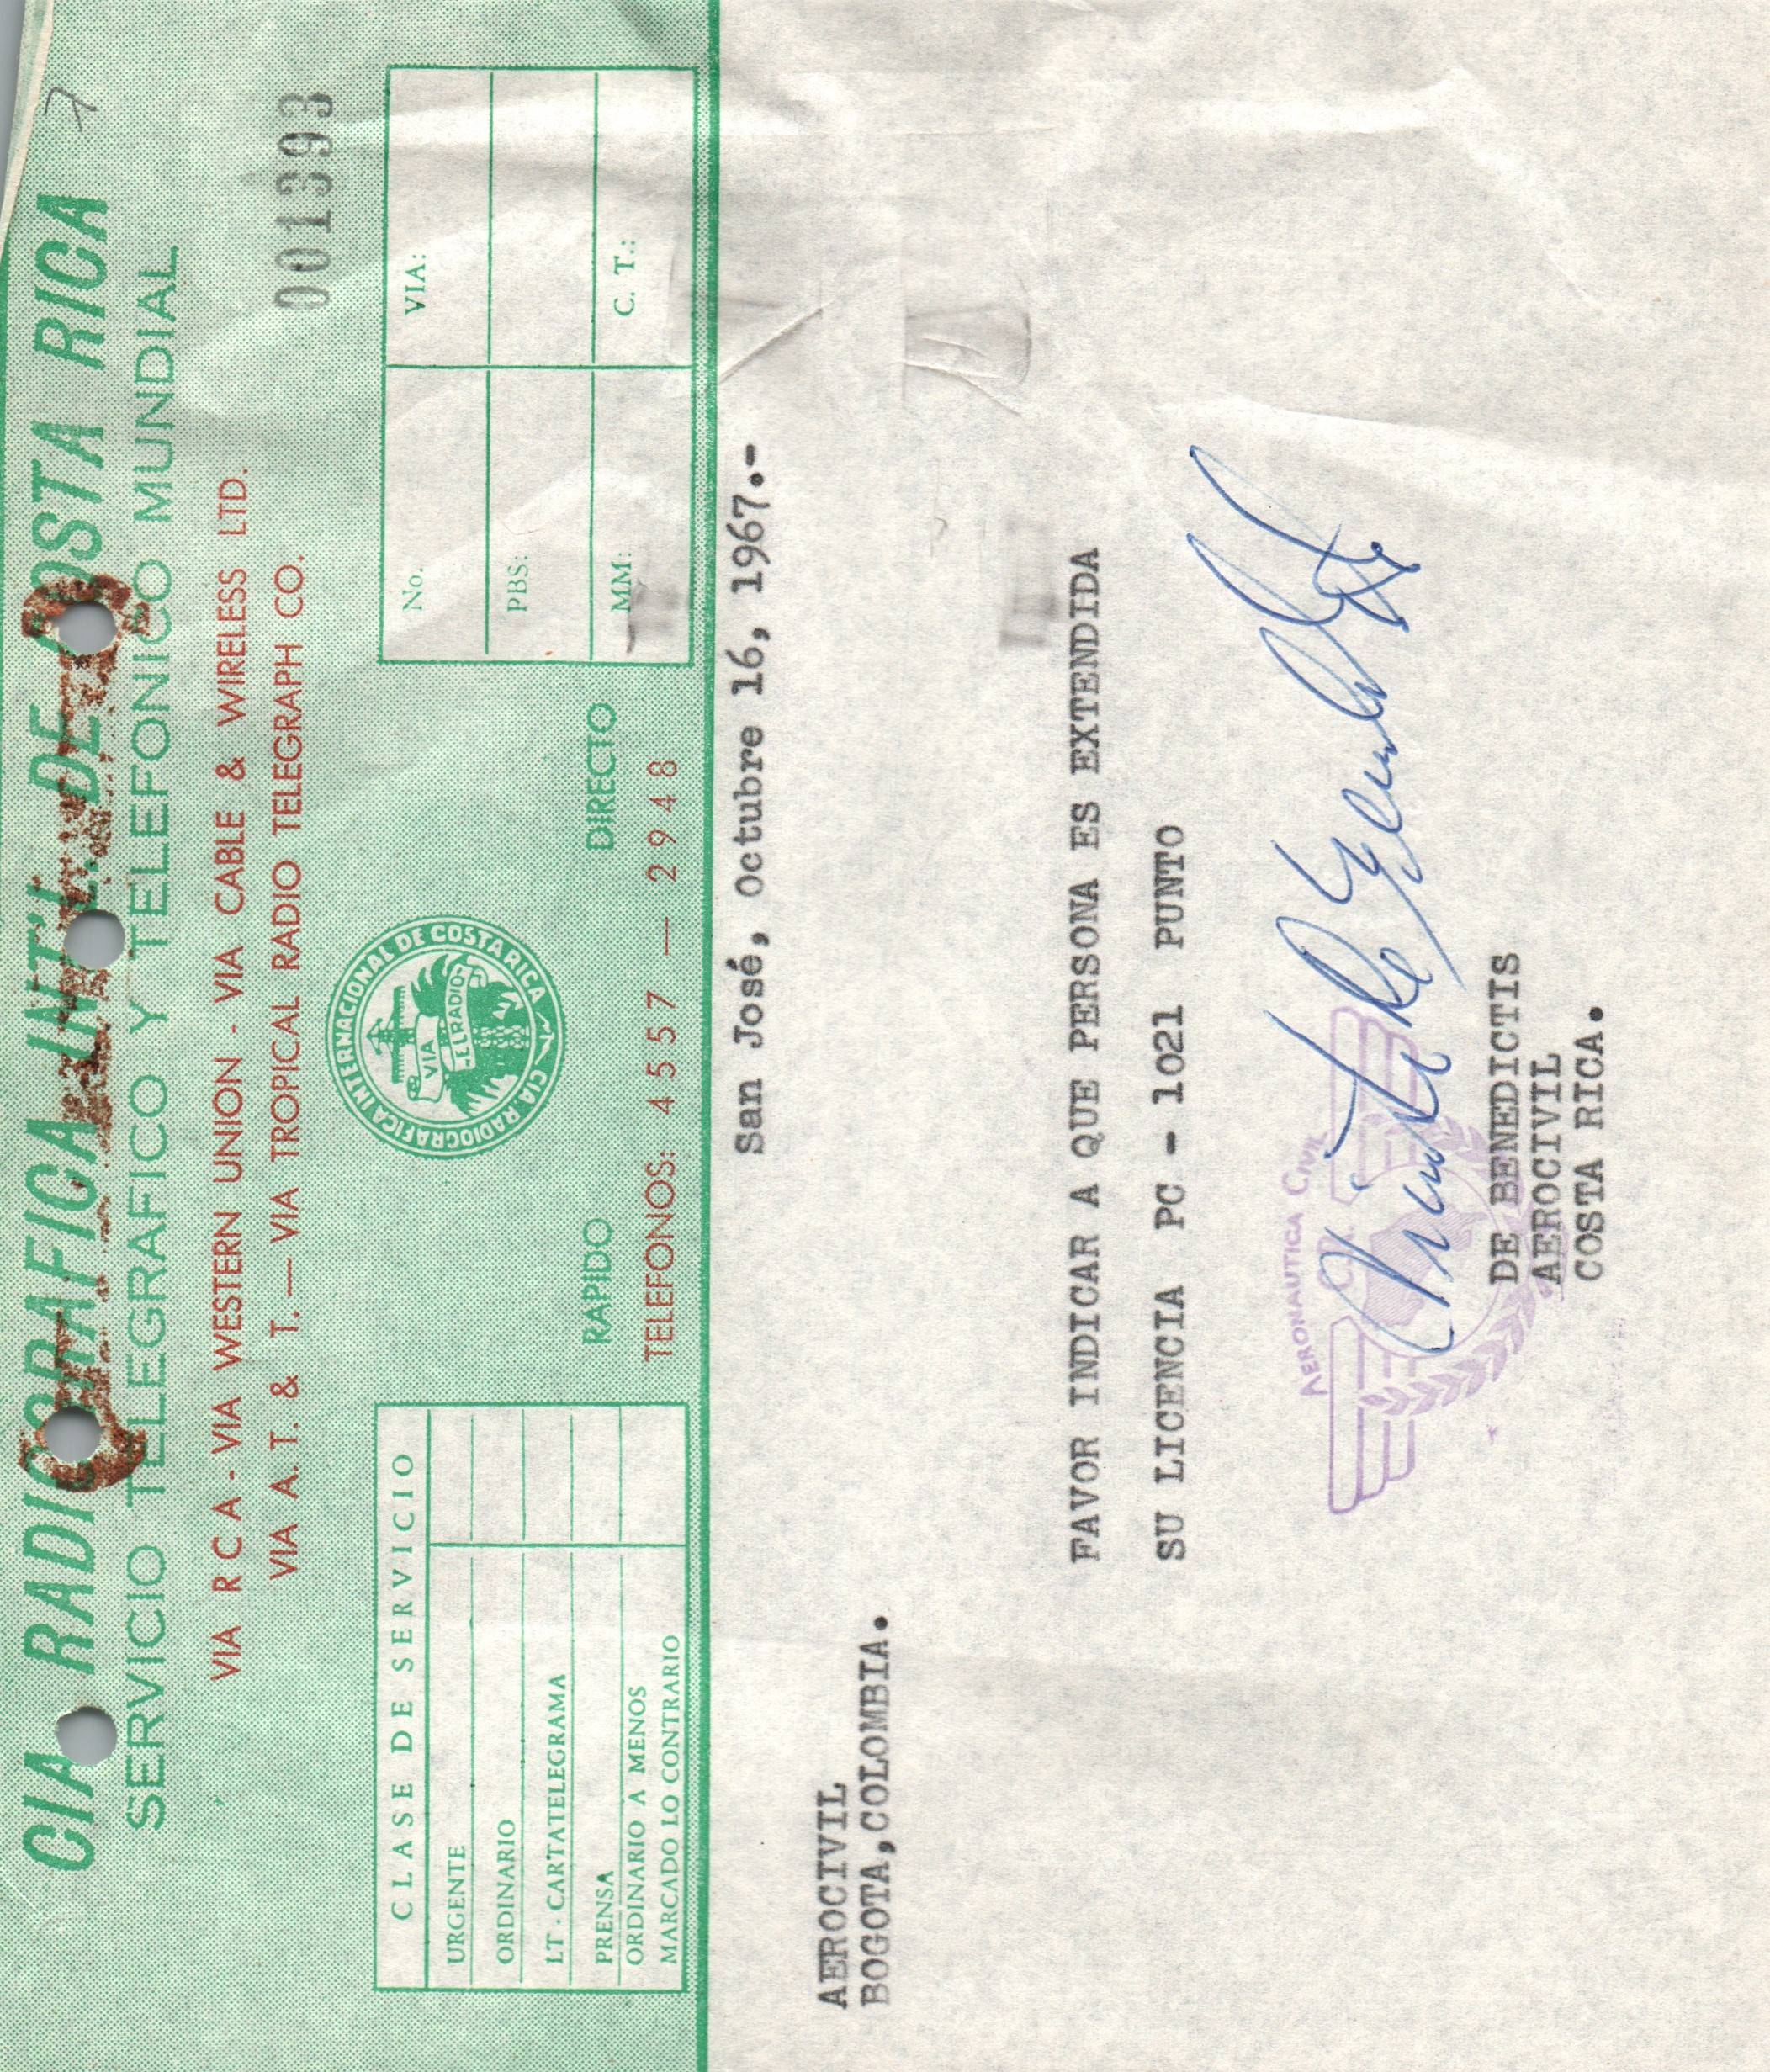 7
CIA. RADIOGRAFICA INT'L. DE COSTA RICA
SERVICIO TELEGRAFICO Y TELEFONICO MUNDIAL
VIA R C A - VIA WESTERN UNION - VIA CABLE & WIRELESS LTD.
VIA A. T. & T. — VIA TROPICAL RADIO TELEGRAPH CO.
001393
CLASE DE SERVICIO
URGENTE
ORDINARIO
LT - CARTATELEGRAMA
PRENSA
ORDINARIO A MENOS
MARCADO LO CONTRARIO
CIA RADIOGRAFICA INTERNACIONAL DE COSTA RICA
VIA
RAPIDO
DIRECTO
TELEFONOS: 4557 — 2948
No.
VIA:
PBS:
MM:
C. T.:
San José, Octubre 16, 1967.-
AEROCIVIL
BOGOTA,COLOMBIA.
FAVOR INDICAR A QUE PERSONA ES EXTENDIDA
SU LICENCIA PC - 1021 PUNTO
AERONAUTICA CIVIL
DE BENEDICTIS
AEROCIVIL
COSTA RICA.